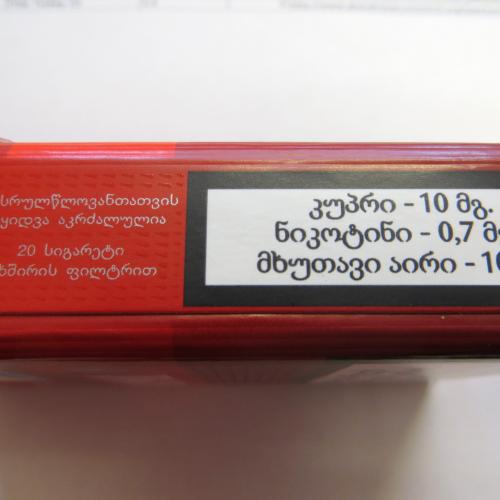 სრულწლოვანთათვის
ყიდვა აკრძალულია
20 სიგარეტი
ფილტრით
კუპრი - 10 მგ.
ნიკოტინი - 0,7
მხუთავი აირი - 10